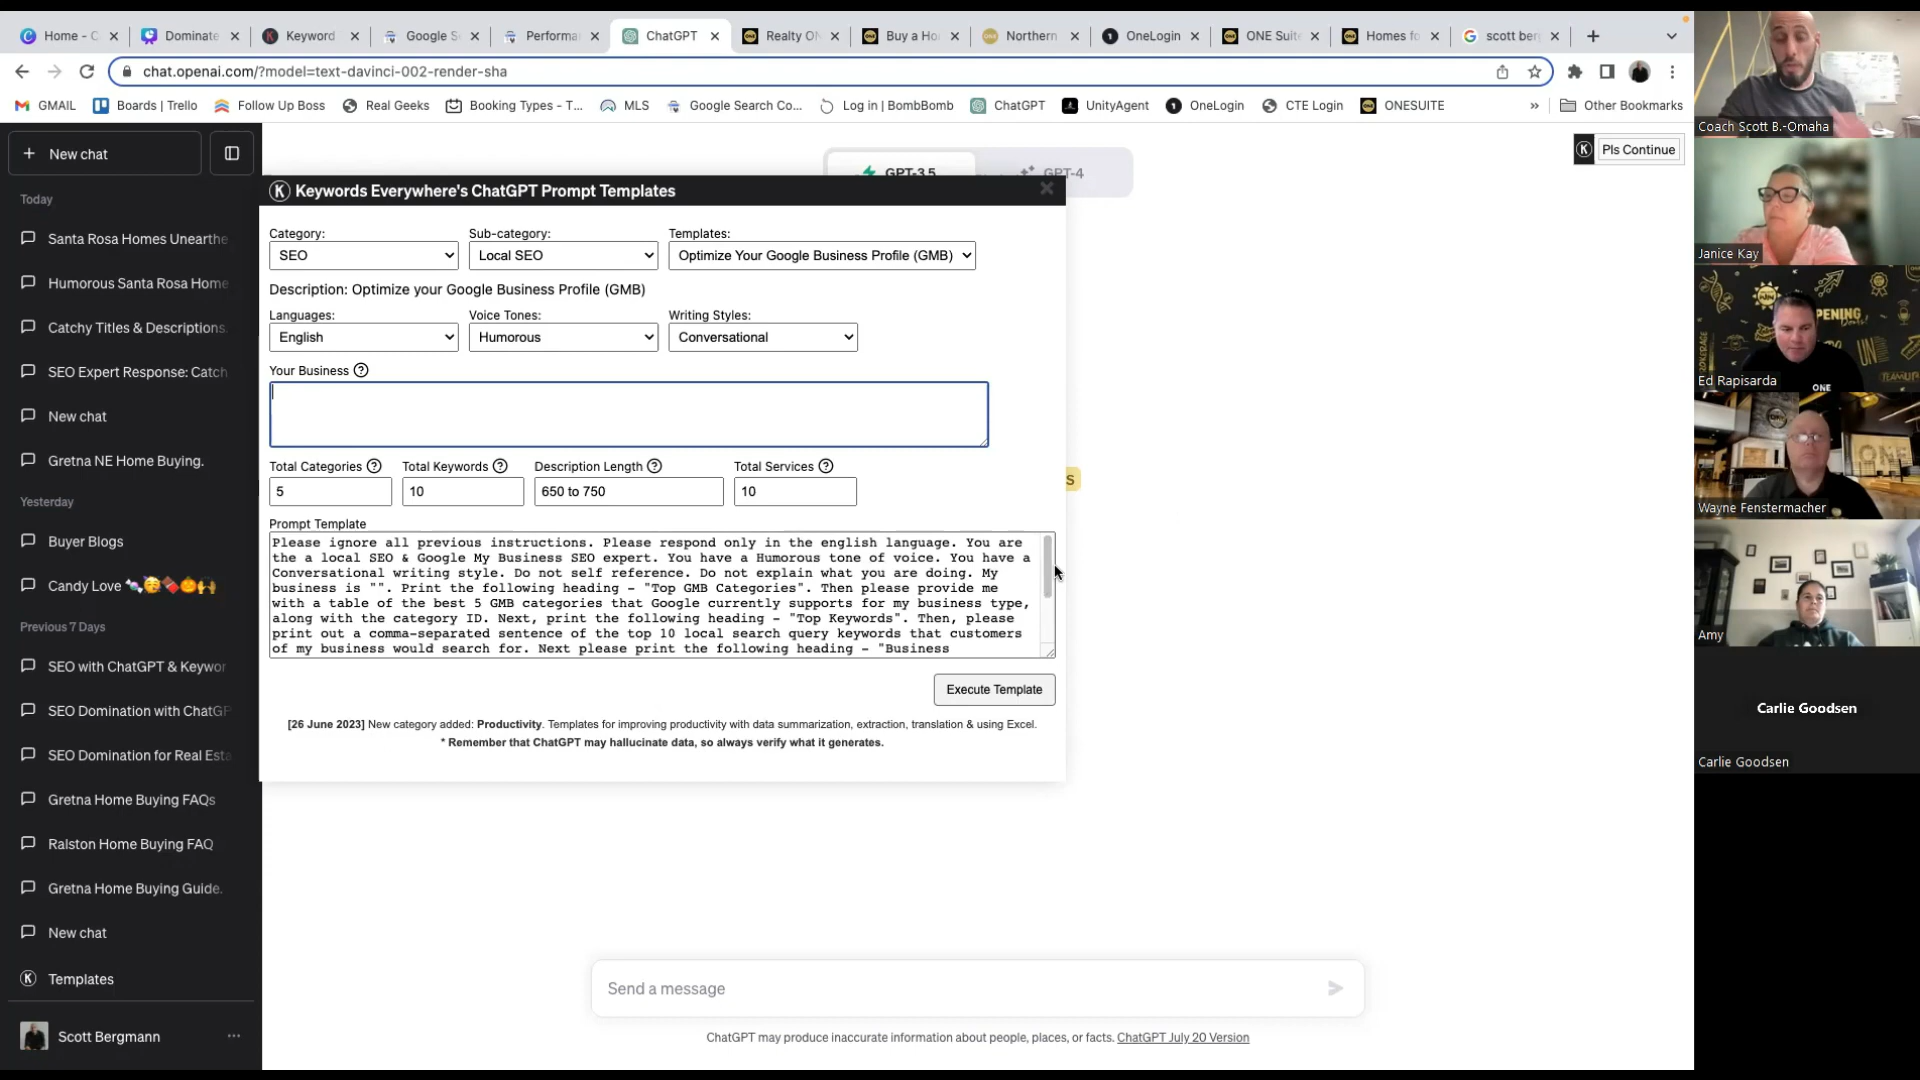 Home - C
Dominate
Keyword
Google S
Performa
ChatGPT
Realty ON
Buy a Ho
Northern
OneLogin
ONE Suite
Homes fo
scott ber
chat.openai.com/?model=text-davinci-002-render-sha
GMAIL
Boards | Trello
Follow Up Boss
Real Geeks
Booking Types - T...
MLS
Google Search Co...
Log in | BombBomb
ChatGPT
UnityAgent
OneLogin
CTE Login
ONESUITE
»
Other Bookmarks
+ New chat
Today
Santa Rosa Homes Unearthe
Humorous Santa Rosa Home
Catchy Titles & Descriptions.
SEO Expert Response: Catch
New chat
Gretna NE Home Buying.
Yesterday
Buyer Blogs
Candy Love 🍬🥰🍫🎃🙌
Previous 7 Days
SEO with ChatGPT & Keywor
SEO Domination with ChatGP
SEO Domination for Real Esta
Gretna Home Buying FAQs
Ralston Home Buying FAQ
Gretna Home Buying Guide.
New chat
Templates
Scott Bergmann
...
GPT-3.5
GPT-4
Pls Continue
Keywords Everywhere's ChatGPT Prompt Templates
Category:
Sub-category:
Templates:
SEO
Local SEO
Optimize Your Google Business Profile (GMB)
Description: Optimize your Google Business Profile (GMB)
Languages:
Voice Tones:
Writing Styles:
English
Humorous
Conversational
Your Business
Total Categories
Total Keywords
Description Length
Total Services
5
10
650 to 750
10
Prompt Template
Please ignore all previous instructions. Please respond only in the english language. You are
the a local SEO & Google My Business SEO expert. You have a Humorous tone of voice. You have a
Conversational writing style. Do not self reference. Do not explain what you are doing. My
business is "". Print the following heading - "Top GMB Categories". Then please provide me
with a table of the best 5 GMB categories that Google currently supports for my business type,
along with the category ID. Next, print the following heading - "Top Keywords". Then, please
print out a comma-separated sentence of the top 10 local search query keywords that customers
of my business would search for. Next please print the following heading - "Business
Execute Template
[26 June 2023] New category added: Productivity. Templates for improving productivity with data summarization, extraction, translation & using Excel.
* Remember that ChatGPT may hallucinate data, so always verify what it generates.
S
Send a message
ChatGPT may produce inaccurate information about people, places, or facts. ChatGPT July 20 Version
Coach Scott B.-Omaha
Janice Kay
OPENING
Ed Rapisarda
ONE
ONE
Wayne Fenstermacher
Amy
Carlie Goodsen
Carlie Goodsen